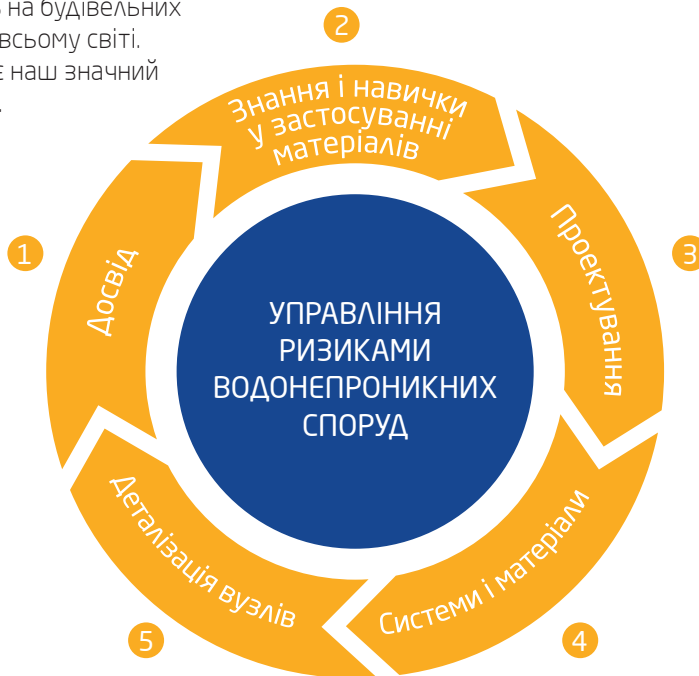 на будівельних
всьому світі.
є наш значний
2
Знання і навички
у застосуванні
матеріалів
1
Досвід
3
Проектування
УПРАВЛІННЯ
РИЗИКАМИ
ВОДОНЕПРОНИКНИХ
СПОРУД
Деталізація вузлів
Системи і матеріали
5
4